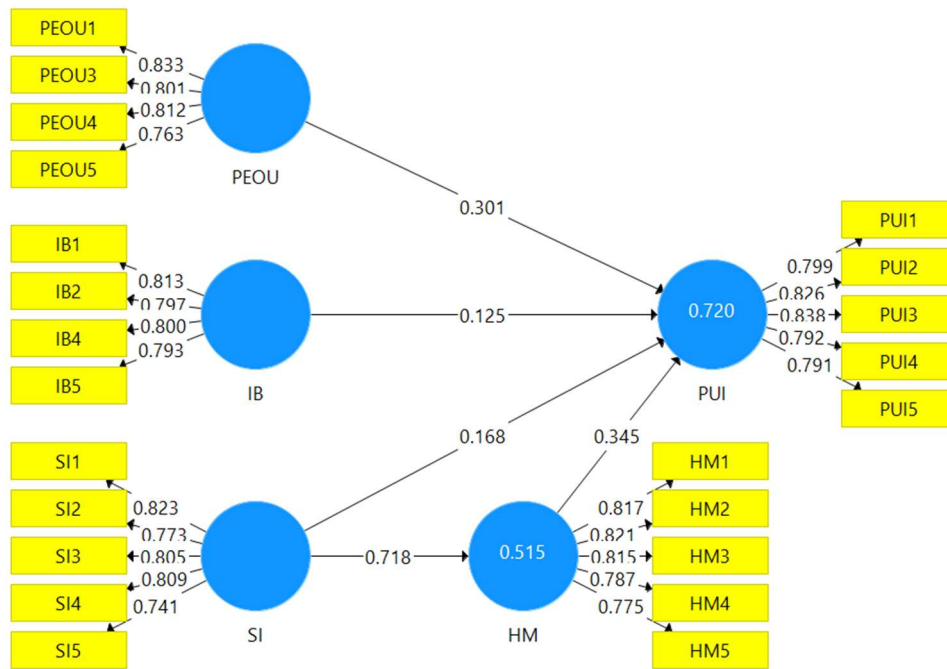 PEOU1
PEOU3
PEOU4
PEOU5
0.833
0.801
0.812
0.763
PEOU
0.301
IB1
IB2
IB4
IB5
0.813
0.797
0.800
0.793
IB
0.125
SI1
SI2
SI3
SI4
SI5
0.823
0.773
0.805
0.809
0.741
SI
0.168
0.718
0.515
HM
0.345
0.817
0.821
0.815
0.787
0.775
HM1
HM2
HM3
HM4
HM5
0.720
PUI
0.799
0.826
0.838
0.792
0.791
PUI1
PUI2
PUI3
PUI4
PUI5